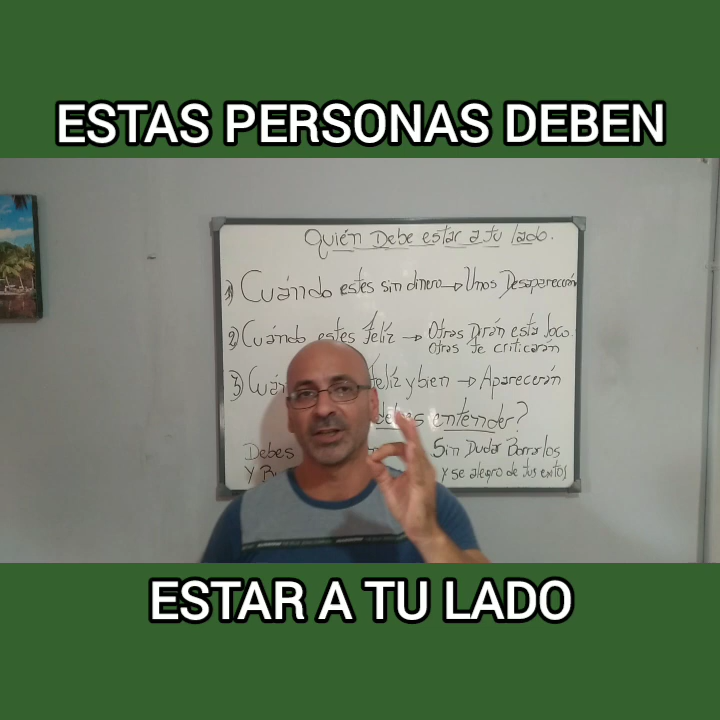 ESTAS PERSONAS DEBEN
Quién Debe estar a tu lado.
1) Cuándo estes sin dinero → Unos Desaparecerán
2) Cuándo estes feliz → Otros Dirán esta loco.
Otros te criticarán
3) Cuán feliz y bien → Aparecerán
debes entender?
Debes Sin Dudar Borrarlos
Y y se alegro de tus exitos
ESTAR A TU LADO